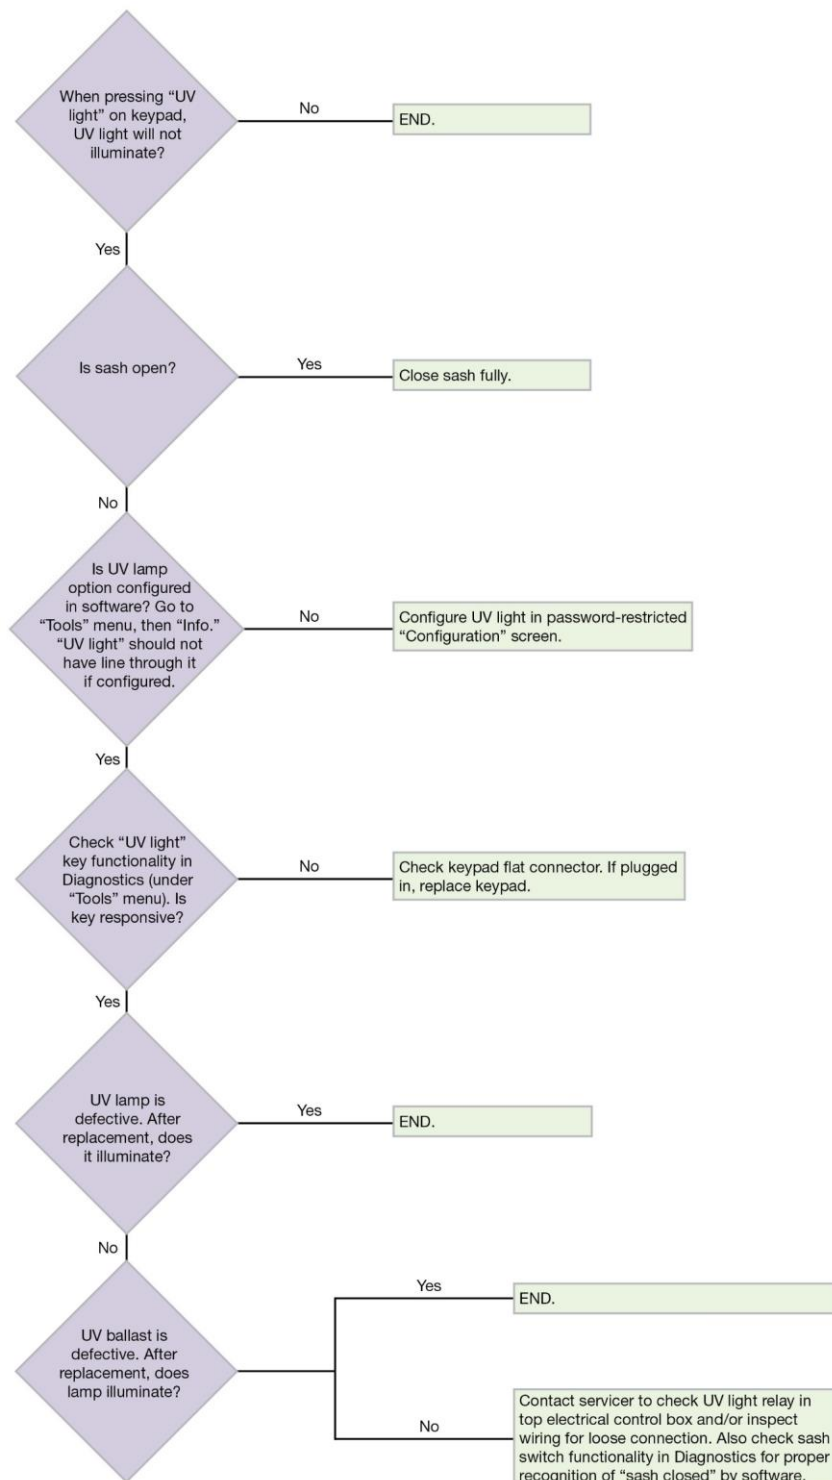 When pressing “UV
light” on keypad,
UV light will not
illuminate?
No
END.
Yes
Is sash open?
Yes
Close sash fully.
No
Is UV lamp
option configured
in software? Go to
“Tools” menu, then “Info.”
“UV light” should not
have line through it
if configured.
No
Configure UV light in password-restricted
“Configuration” screen.
Yes
Check “UV light”
key functionality in
Diagnostics (under
“Tools” menu). Is
key responsive?
No
Check keypad flat connector. If plugged
in, replace keypad.
Yes
UV lamp is
defective. After
replacement, does
it illuminate?
Yes
END.
No
UV ballast is
defective. After
replacement, does
lamp illuminate?
Yes
END.
No
Contact servicer to check UV light relay in
top electrical control box and/or inspect
wiring for loose connection. Also check sash
switch functionality in Diagnostics for proper
recognition of “sash closed” by software.